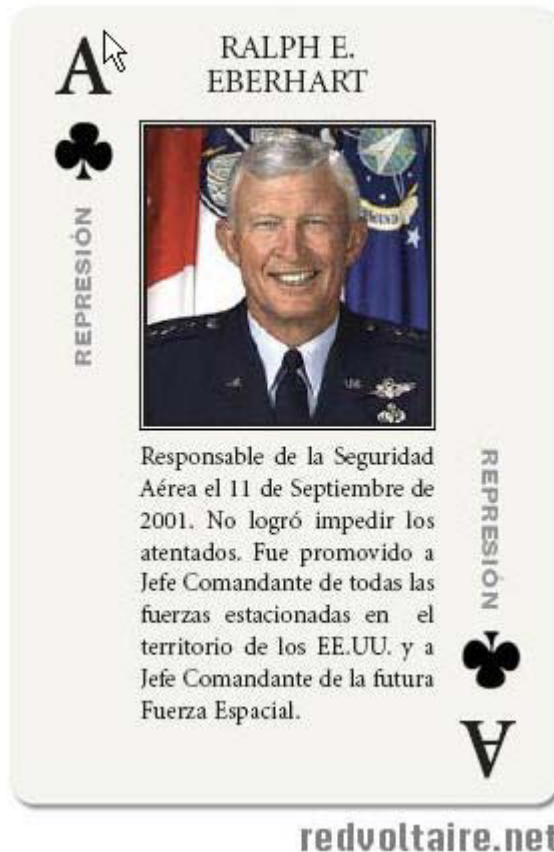 A
RALPH E.
EBERHART
REPRESIÓN
Responsable de la Seguridad
Aérea el 11 de Septiembre de
2001. No logró impedir los
atentados. Fue promovido a
Jefe Comandante de todas las
fuerzas estacionadas en el
territorio de los EE.UU. y a
Jefe Comandante de la futura
Fuerza Espacial.
REPRESIÓN
A
redvoltaire.net